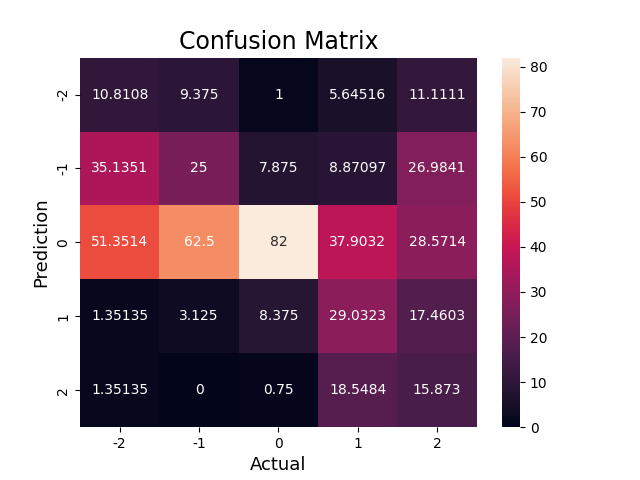 Confusion Matrix
Prediction
-2 10.8108 9.375 1 5.64516 11.1111
-1 35.1351 25 7.875 8.87097 26.9841
0 51.3514 62.5 82 37.9032 28.5714
1 1.35135 3.125 8.375 29.0323 17.4603
2 1.35135 0 0.75 18.5484 15.873
-2 -1 0 1 2
Actual
80
70
60
50
40
30
20
10
0